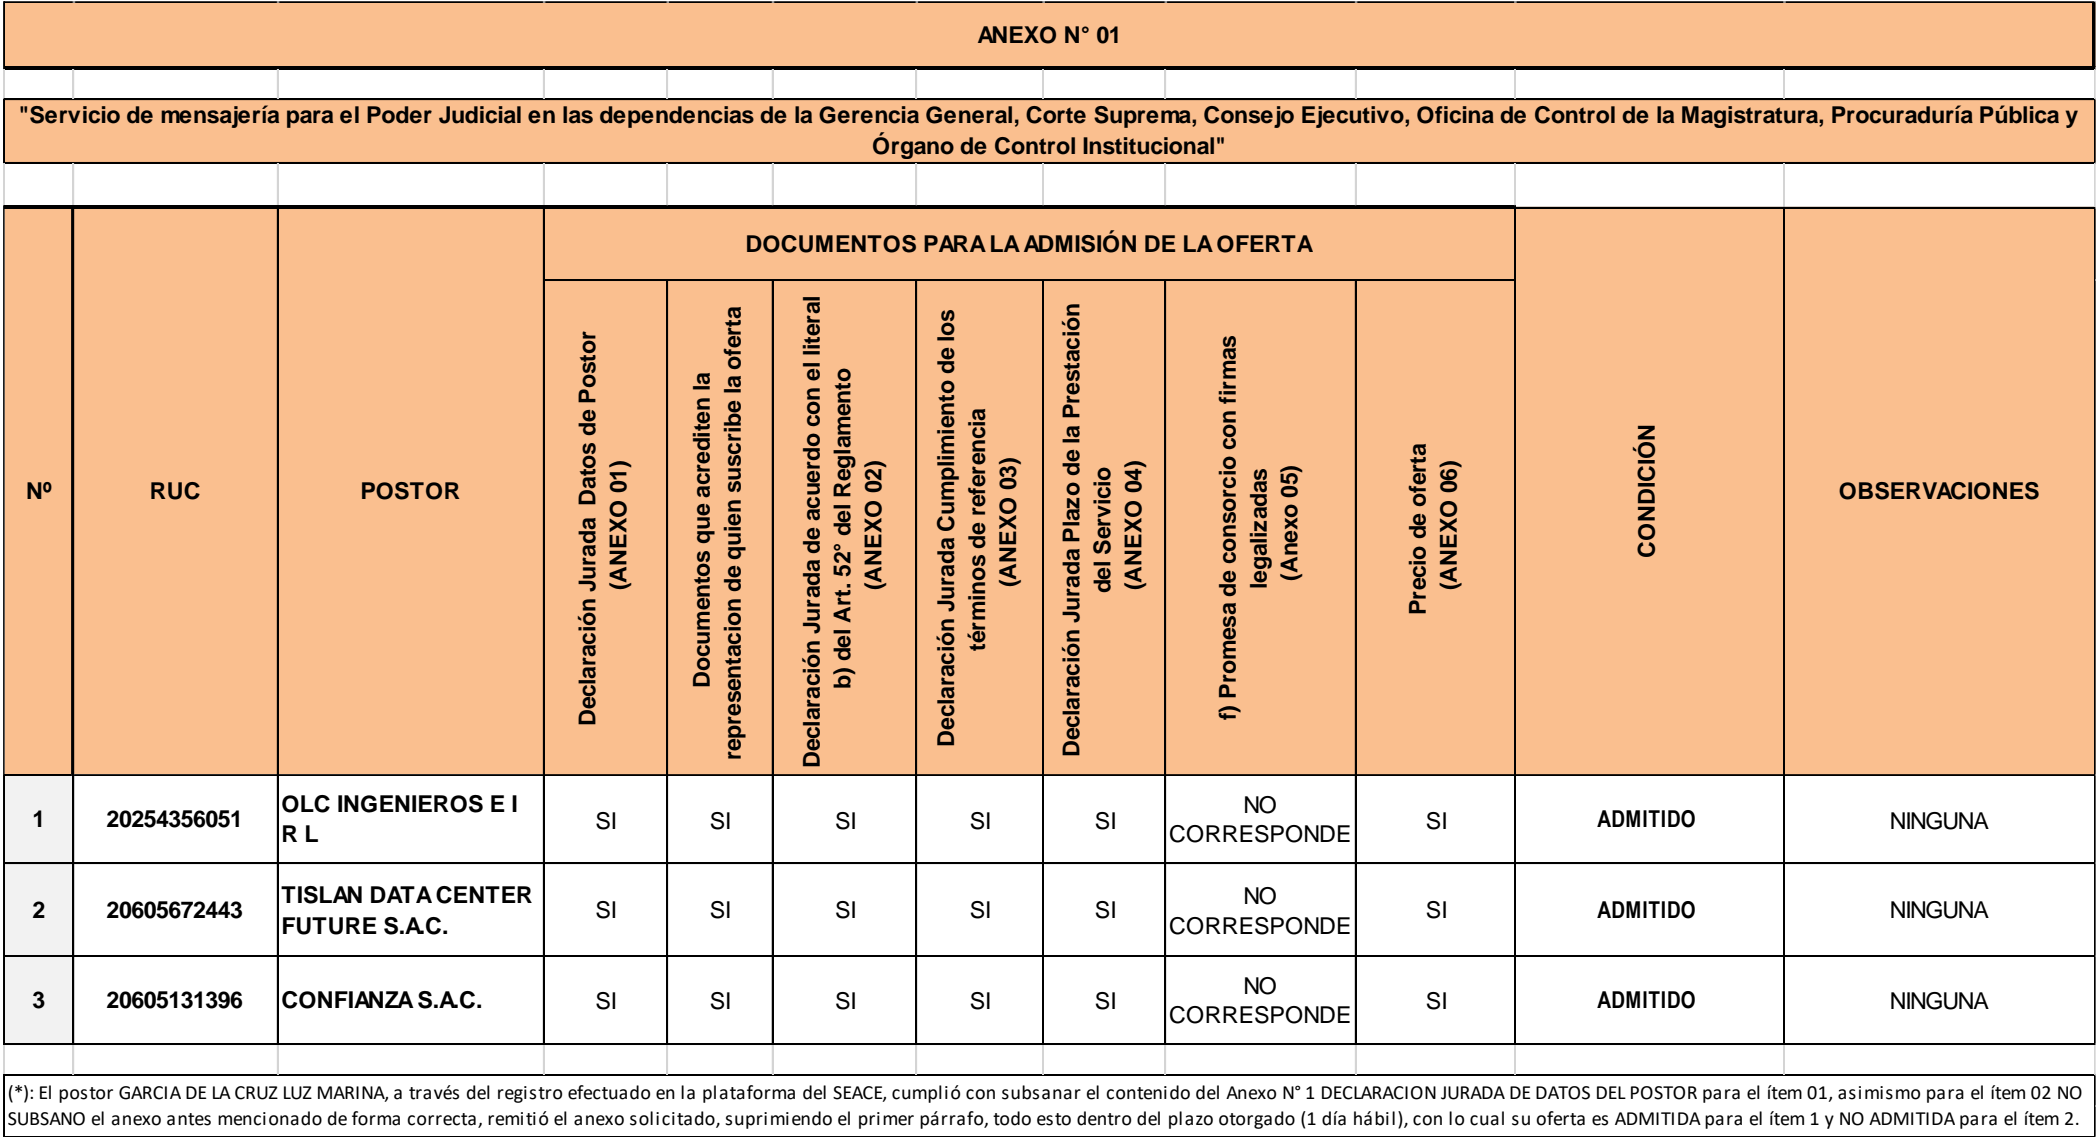 ANEXO N° 01
"Servicio de mensajería para el Poder Judicial en las dependencias de la Gerencia General, Corte Suprema, Consejo Ejecutivo, Oficina de Control de la Magistratura, Procuraduría Pública y
Órgano de Control Institucional"
Nº
RUC
POSTOR
DOCUMENTOS PARA LA ADMISIÓN DE LA OFERTA
Declaración Jurada Datos de Postor
(ANEXO 01)
Documentos que acrediten la
representacion de quien suscribe la oferta
Declaración Jurada de acuerdo con el literal
b) del Art. 52° del Reglamento
(ANEXO 02)
Declaración Jurada Cumplimiento de los
términos de referencia
(ANEXO 03)
Declaración Jurada Plazo de la Prestación
del Servicio
(ANEXO 04)
f) Promesa de consorcio con firmas
legalizadas
(Anexo 05)
Precio de oferta
(ANEXO 06)
CONDICIÓN
OBSERVACIONES
1
20254356051
OLC INGENIEROS E I
R L
SI
SI
SI
SI
SI
NO
CORRESPONDE
SI
ADMITIDO
NINGUNA
2
20605672443
TISLAN DATA CENTER
FUTURE S.A.C.
SI
SI
SI
SI
SI
NO
CORRESPONDE
SI
ADMITIDO
NINGUNA
3
20605131396
CONFIANZA S.A.C.
SI
SI
SI
SI
SI
NO
CORRESPONDE
SI
ADMITIDO
NINGUNA
(*): El postor GARCIA DE LA CRUZ LUZ MARINA, a través del registro efectuado en la plataforma del SEACE, cumplió con subsanar el contenido del Anexo N° 1 DECLARACION JURADA DE DATOS DEL POSTOR para el ítem 01, asimismo para el ítem 02 NO
SUBSANO el anexo antes mencionado de forma correcta, remitió el anexo solicitado, suprimiendo el primer párrafo, todo esto dentro del plazo otorgado (1 día hábil), con lo cual su oferta es ADMITIDA para el ítem 1 y NO ADMITIDA para el ítem 2.